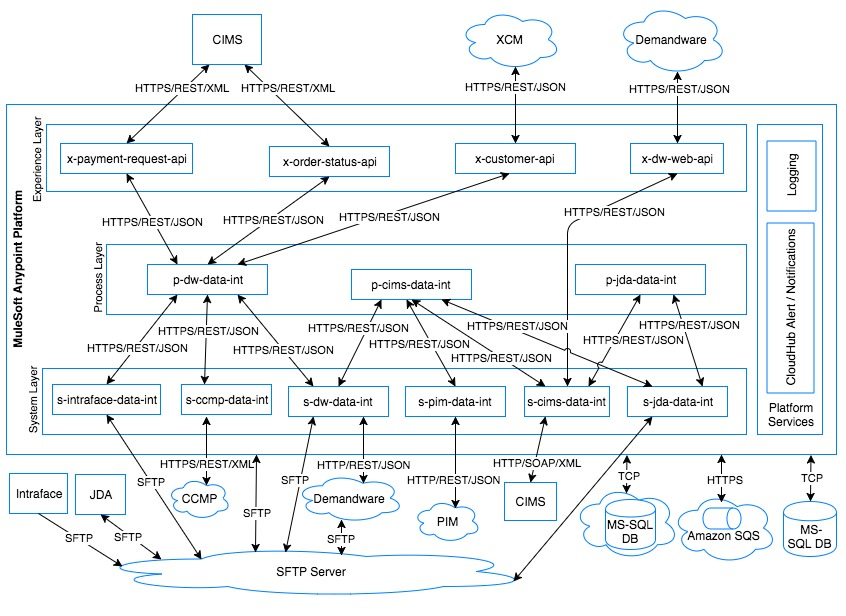 CIMS
XCM
Demandware
HTTPS/REST/XML
HTTPS/REST/XML
HTTPS/REST/JSON
HTTPS/REST/JSON
MuleSoft Anypoint Platform
Experience Layer
x-payment-request-api
x-order-status-api
x-customer-api
x-dw-web-api
Logging
HTTPS/REST/JSON
HTTPS/REST/JSON
HTTPS/REST/JSON
HTTPS/REST/JSON
Process Layer
p-dw-data-int
p-cims-data-int
p-jda-data-int
CloudHub Alert / Notifications
HTTPS/REST/JSON
HTTPS/REST/JSON
HTTPS/REST/JSON
HTTPS/REST/JSON
HTTPS/REST/JSON
HTTPS/REST/JSON
HTTPS/REST/JSON
HTTPS/REST/JSON
HTTPS/REST/JSON
System Layer
s-intraface-data-int
s-ccmp-data-int
s-dw-data-int
s-pim-data-int
s-cims-data-int
s-jda-data-int
Platform
Services
SFTP
HTTPS/REST/XML
SFTP
SFTP
HTTP/REST/JSON
HTTP/REST/JSON
HTTP/SOAP/XML
TCP
HTTPS
TCP
Intraface
JDA
CCMP
Demandware
PIM
CIMS
MS-SQL
DB
Amazon SQS
MS-
SQL DB
SFTP
SFTP
SFTP
SFTP Server